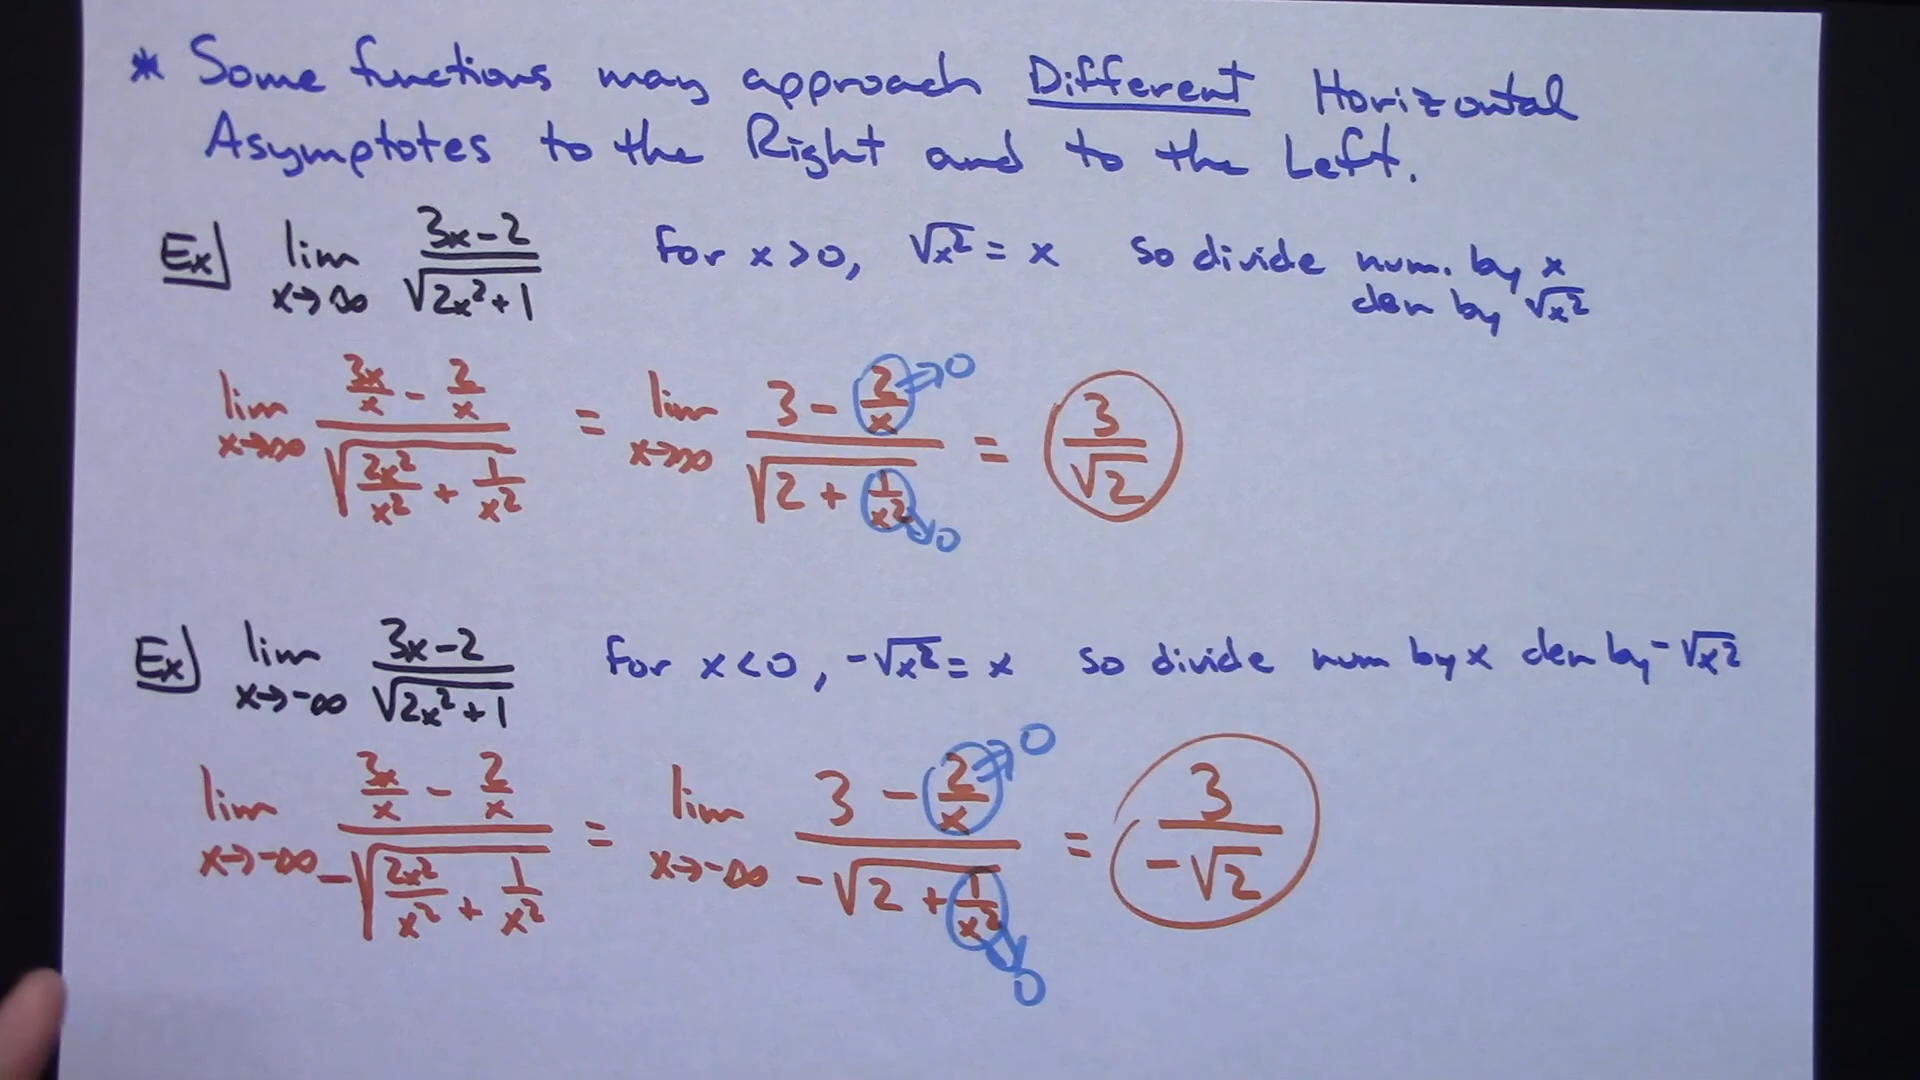 * Some functions may approach Different Horizontal
Asymptotes to the Right and to the Left.
Ex] lim x→∞ (3x-2)/√(2x²+1) For x>0, √x² = x so divide num. by x
den by √x²
lim x→∞ (3x/x - 2/x)/√(2x²/x² + 1/x²) = lim x→∞ (3 - 2/x)/√(2 + 1/x²) = 3/√2
→0
→0
Ex] lim x→-∞ (3x-2)/√(2x²+1) For x<0, -√x² = x so divide num by x den by -√x²
lim x→-∞ (3x/x - 2/x)/-√(2x²/x² + 1/x²) = lim x→-∞ (3 - 2/x)/-√(2 + 1/x²) = 3/-√2
→0
→0